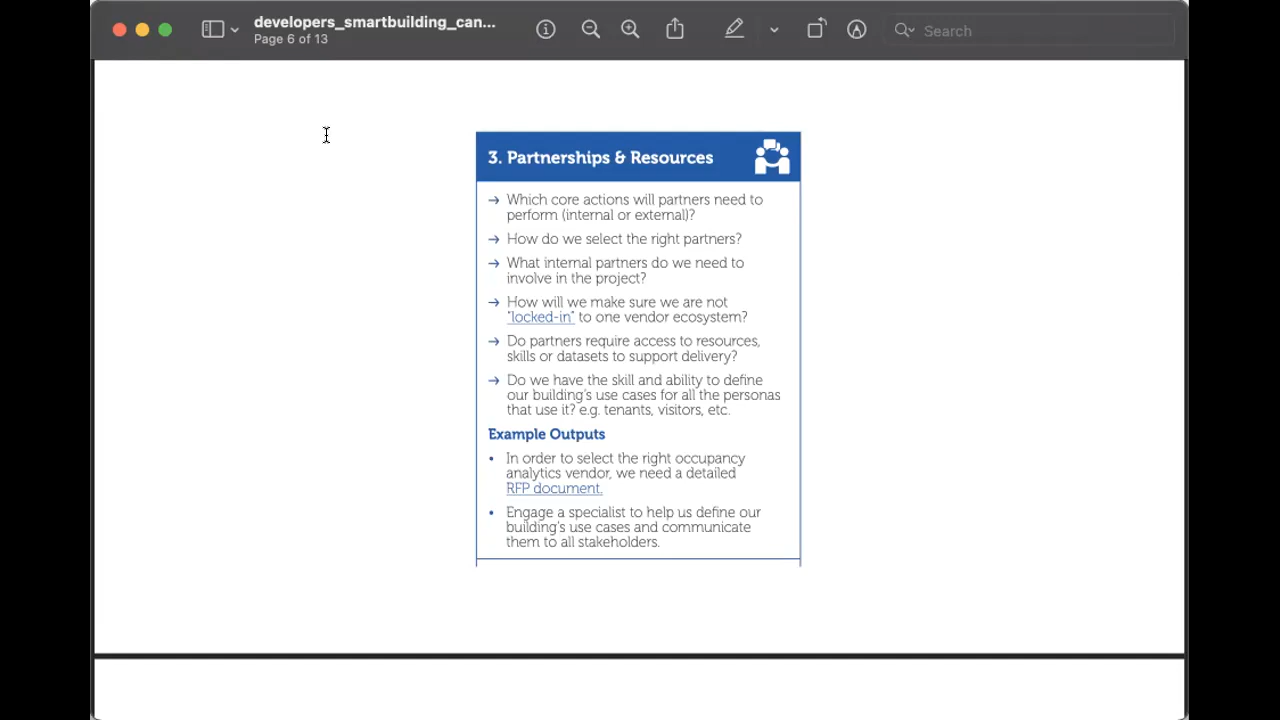 developers_smartbuilding_can...
Page 6 of 13
Search
3. Partnerships & Resources
→ Which core actions will partners need to
perform (internal or external)?
→ How do we select the right partners?
→ What internal partners do we need to
involve in the project?
→ How will we make sure we are not
"locked-in" to one vendor ecosystem?
→ Do partners require access to resources,
skills or datasets to support delivery?
→ Do we have the skill and ability to define
our building's use cases for all the personas
that use it? e.g. tenants, visitors, etc.
Example Outputs
• In order to select the right occupancy
analytics vendor, we need a detailed
RFP document.
• Engage a specialist to help us define our
building's use cases and communicate
them to all stakeholders.